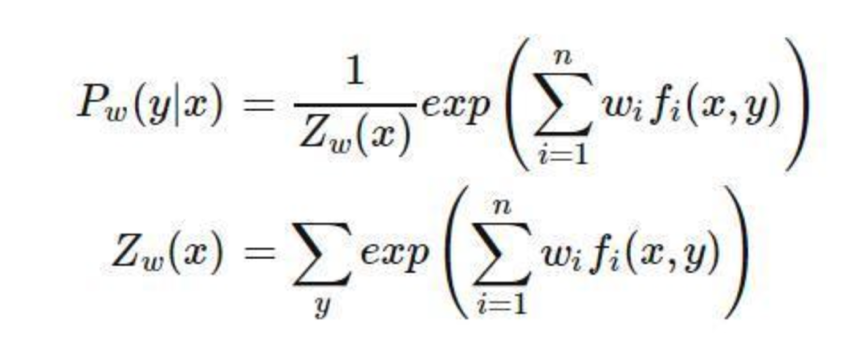 P_w(y|x) = \frac{1}{Z_w(x)} exp\left(\sum_{i=1}^{n} w_i f_i(x,y)\right)
Z_w(x) = \sum_{y} exp\left(\sum_{i=1}^{n} w_i f_i(x,y)\right)